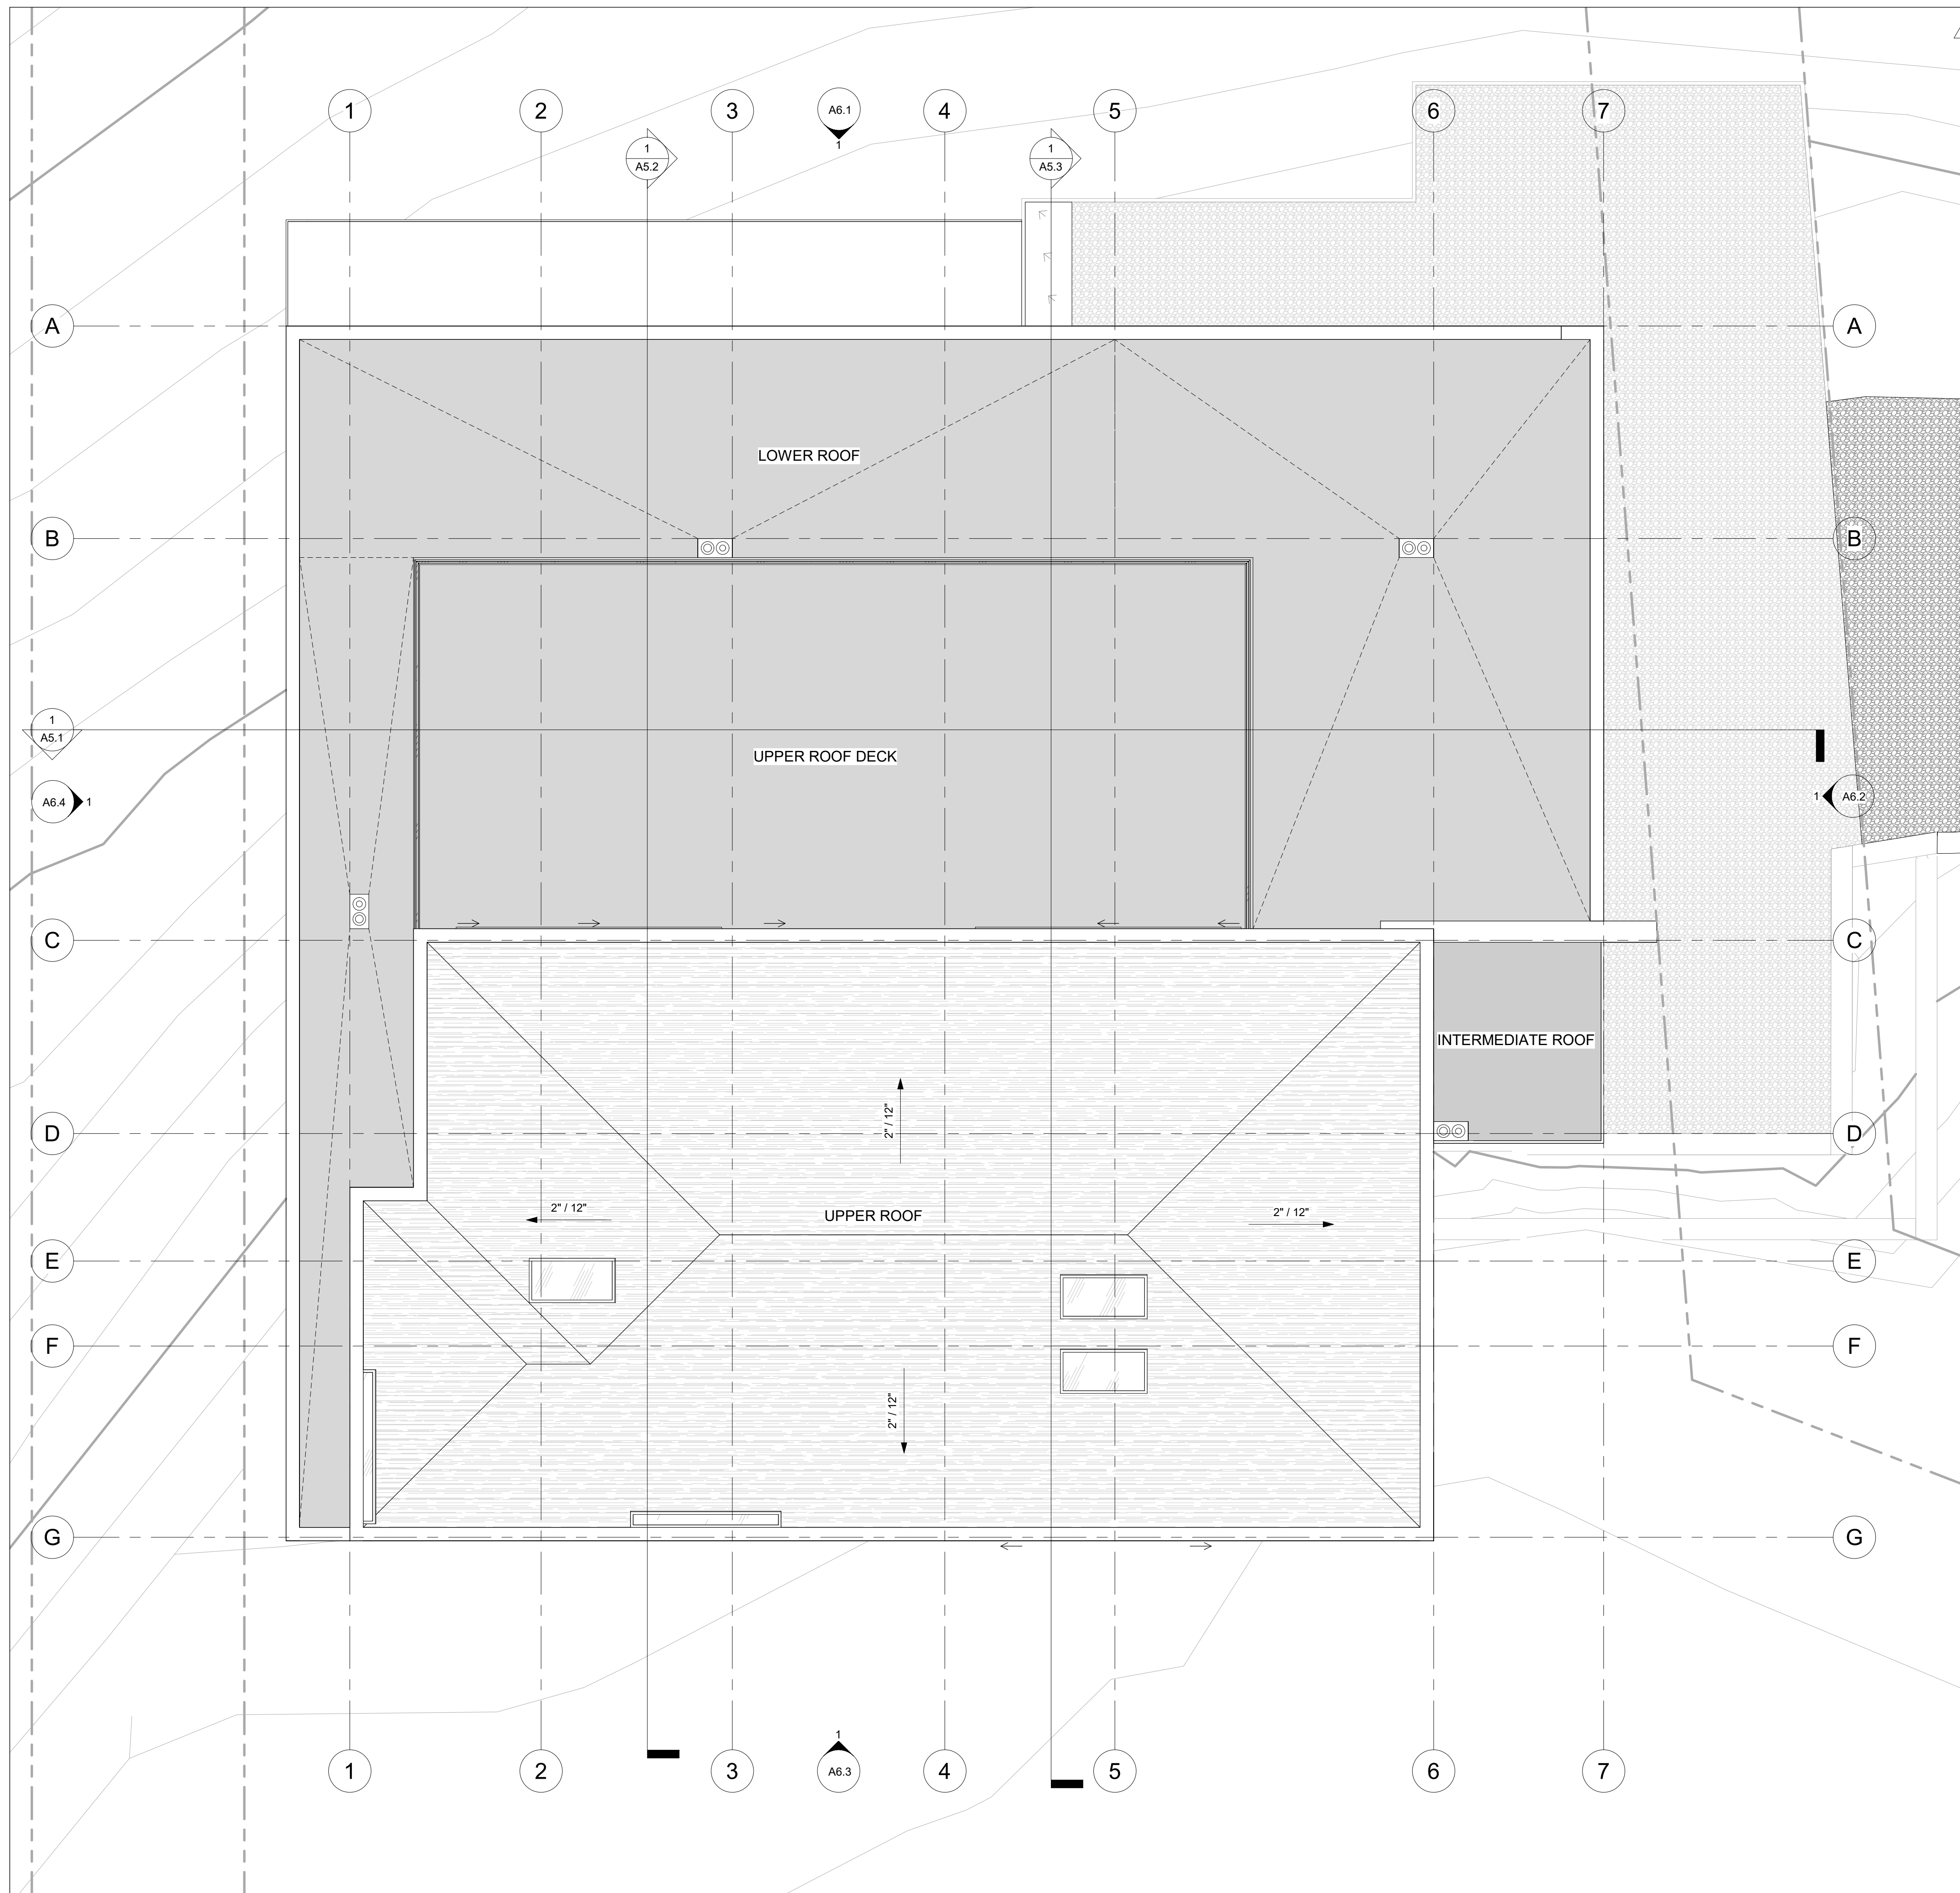 1 2 3 A6.1 4 5 6 7
1
1
A5.2
1
A5.3
A A
LOWER ROOF
B B
1
A5.1
UPPER ROOF DECK
A6.4 1
1 A6.2
C C
INTERMEDIATE ROOF
2" / 12"
D D
2" / 12"
UPPER ROOF
2" / 12"
E E
F F
2" / 12"
G G
1
1 2 3 A6.3 4 5 6 7